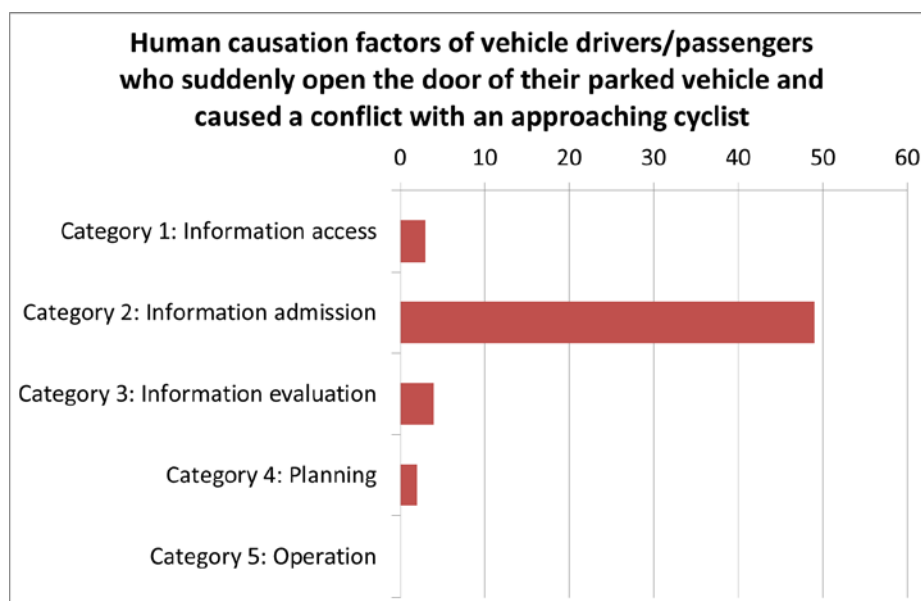 Human causation factors of vehicle drivers/passengers
who suddenly open the door of their parked vehicle and
caused a conflict with an approaching cyclist
0 10 20 30 40 50 60
Category 1: Information access
Category 2: Information admission
Category 3: Information evaluation
Category 4: Planning
Category 5: Operation